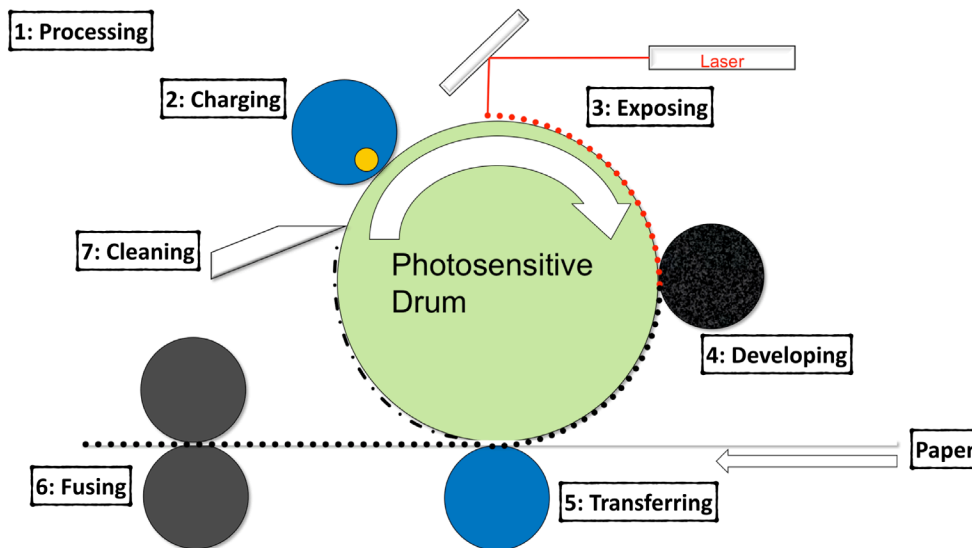 1: Processing
Laser
2: Charging
3: Exposing
7: Cleaning
Photosensitive
Drum
4: Developing
Paper
6: Fusing
5: Transferring